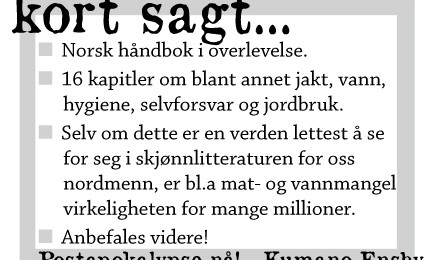 kort sagt...
Norsk håndbok i overlevelse.
16 kapitler om blant annet jakt, vann,
hygiene, selvforsvar og jordbruk.
Selv om dette er en verden lettest å se
for seg i skjønnlitteraturen for oss
nordmenn, er bl.a mat- og vannmangel
virkeligheten for mange millioner.
Anbefales videre!
Postapokalypse nå! Kumano Ensby